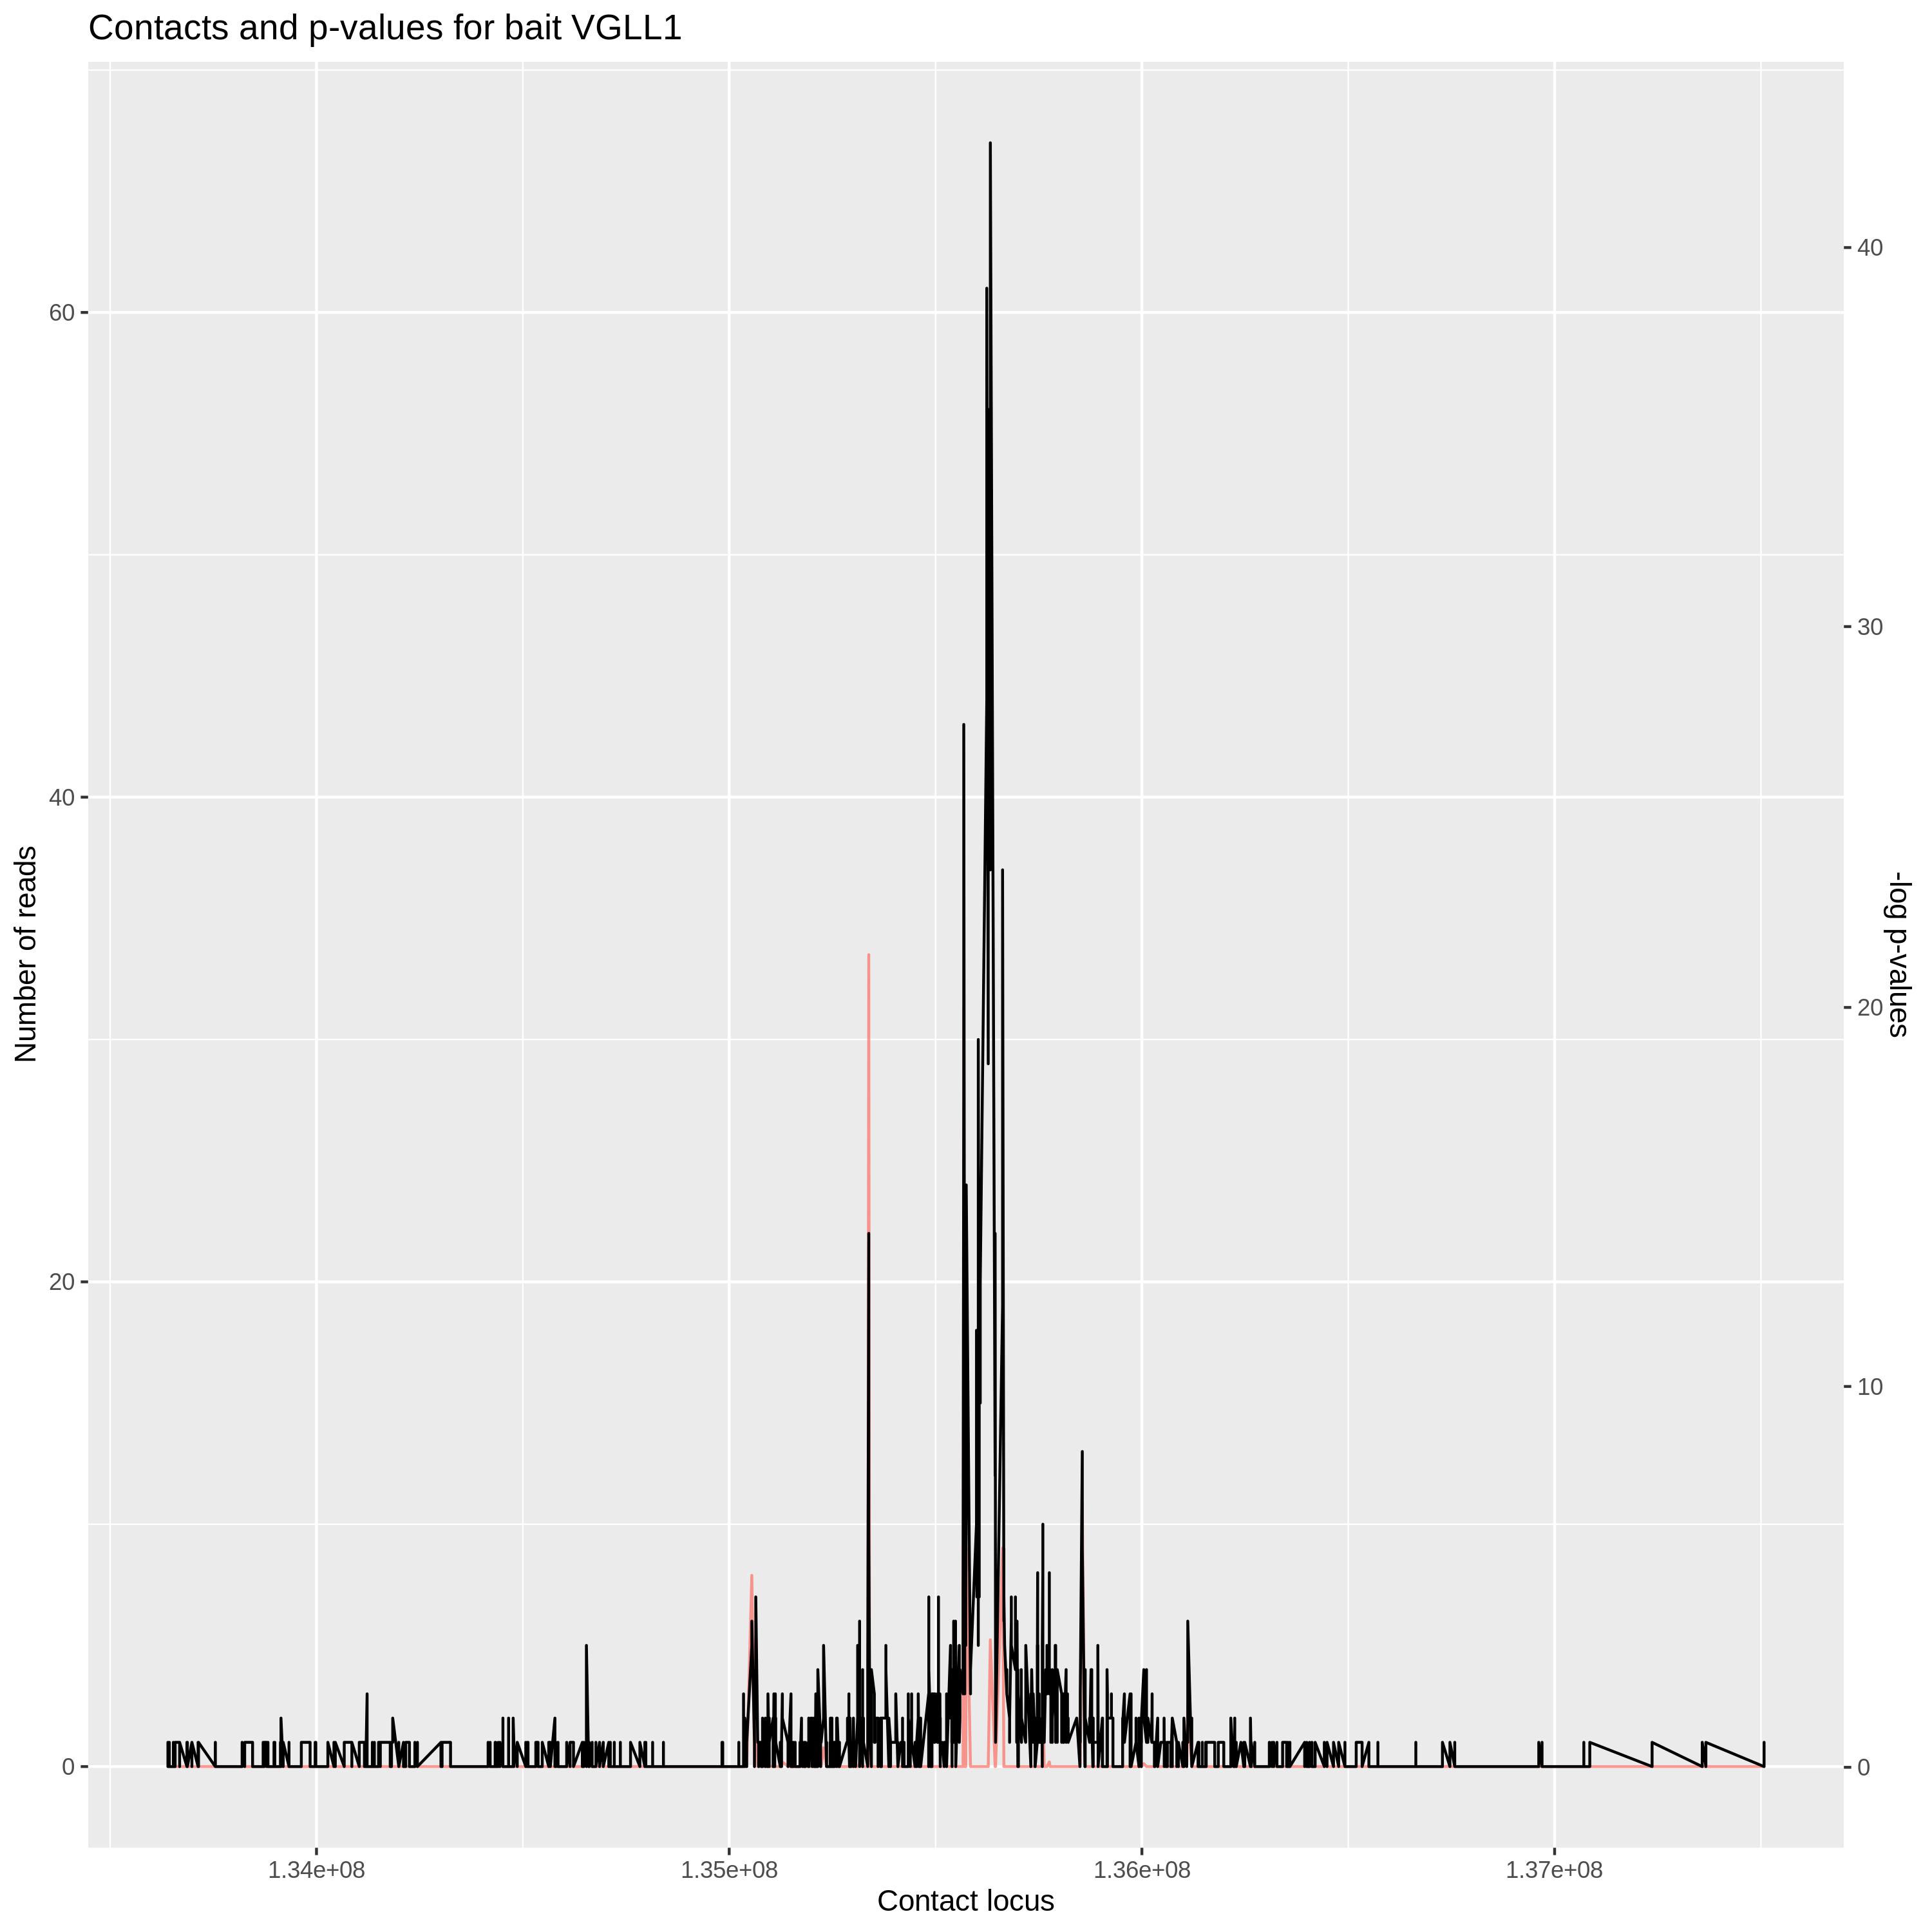 Contacts and p-values for bait VGLL1
60
40
20
0
Number of reads
40
30
20
10
0
-log p-values
1.34e+08
1.35e+08
1.36e+08
1.37e+08
Contact locus